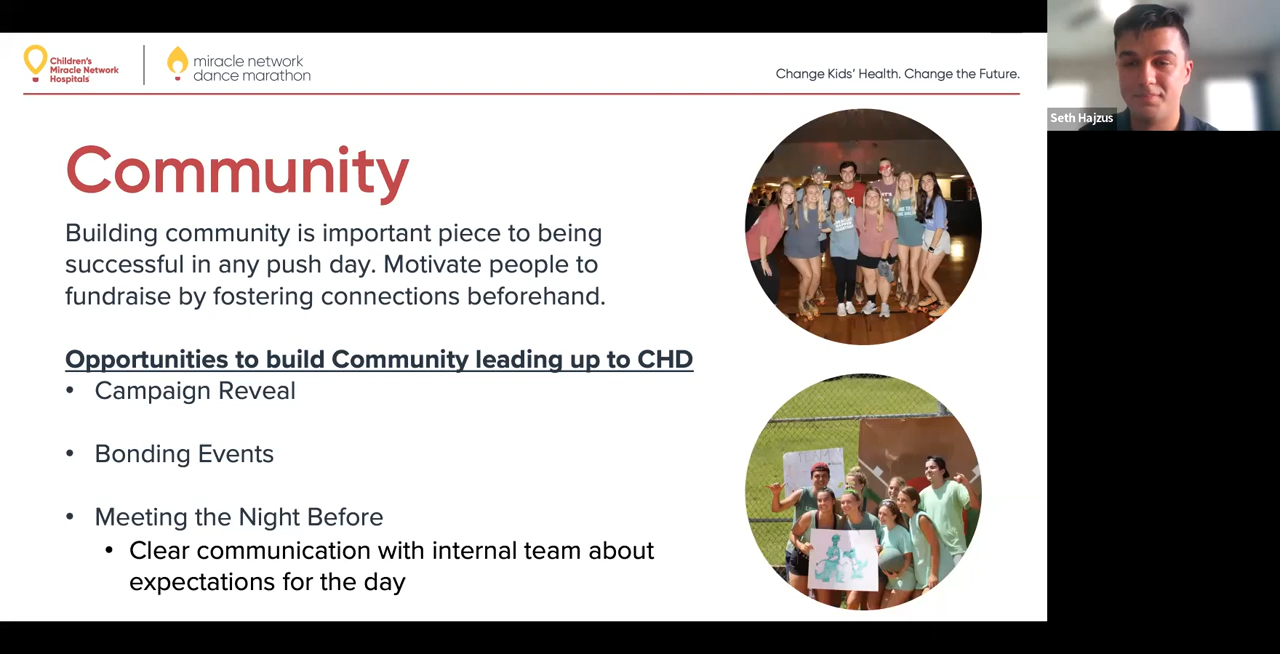 Children's
Miracle Network
Hospitals
miracle network
dance marathon
Change Kids' Health. Change the Future.
Seth Hajzus
Community
Building community is important piece to being
successful in any push day. Motivate people to
fundraise by fostering connections beforehand.
Opportunities to build Community leading up to CHD
• Campaign Reveal
• Bonding Events
• Meeting the Night Before
• Clear communication with internal team about
expectations for the day
TEAM